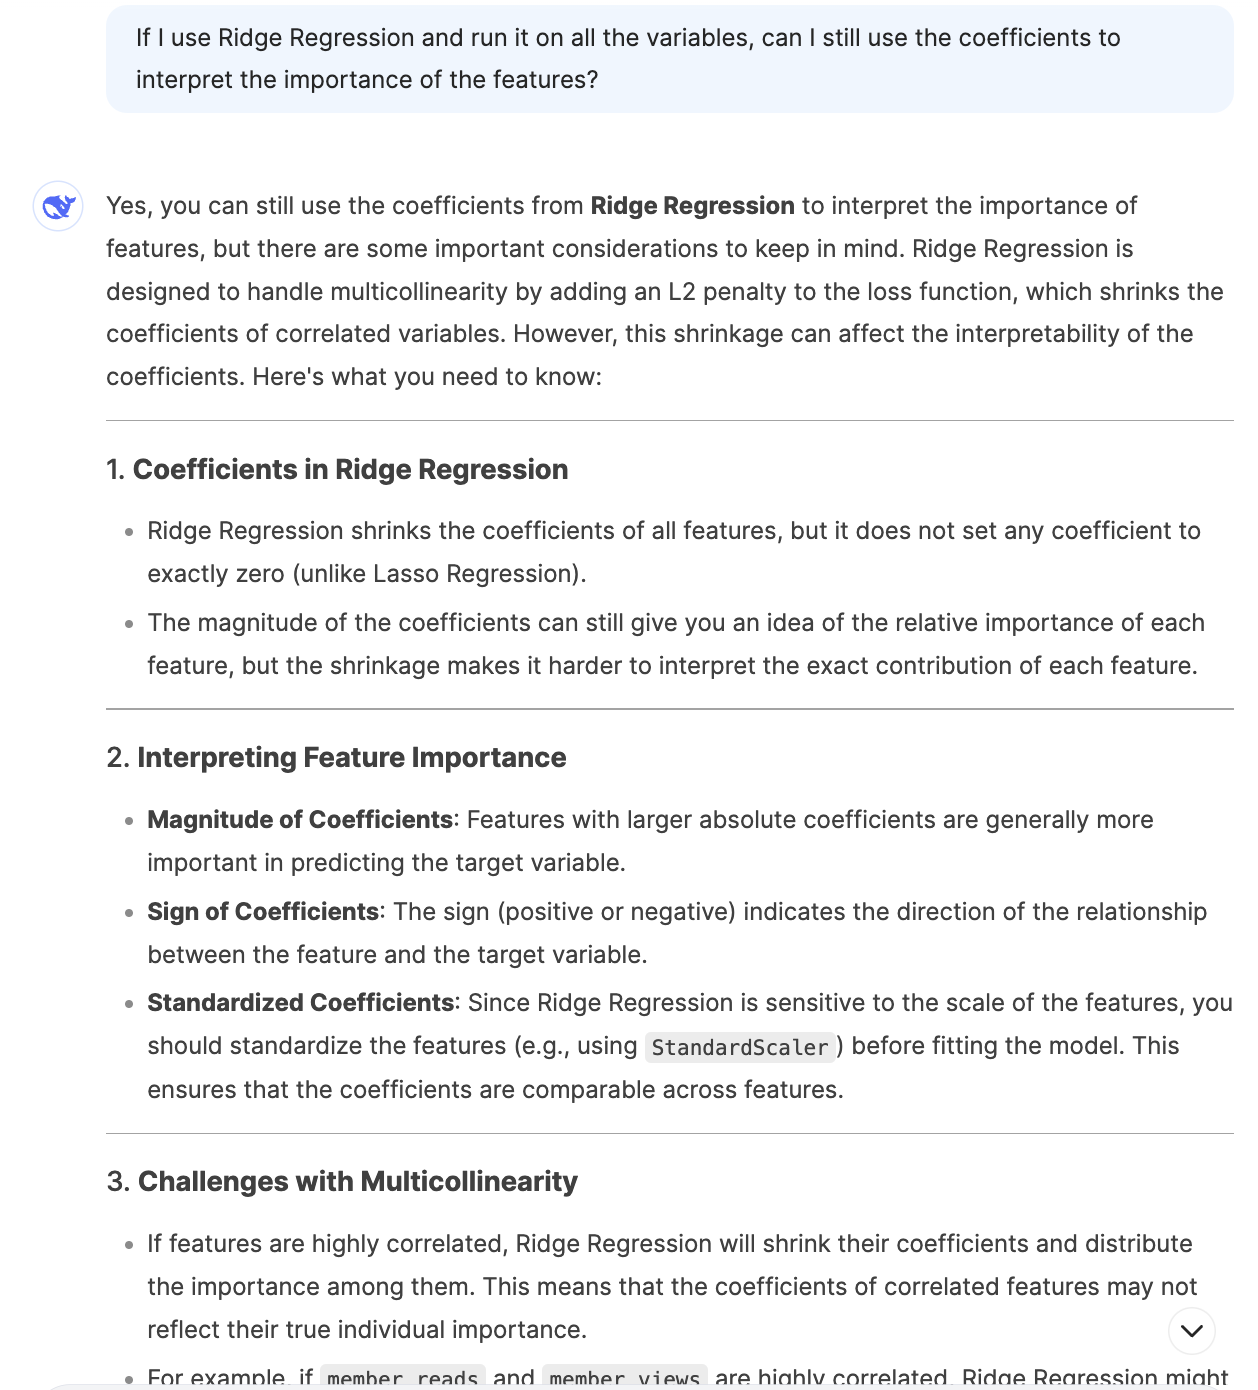 If I use Ridge Regression and run it on all the variables, can I still use the coefficients to
interpret the importance of the features?
Yes, you can still use the coefficients from Ridge Regression to interpret the importance of
features, but there are some important considerations to keep in mind. Ridge Regression is
designed to handle multicollinearity by adding an L2 penalty to the loss function, which shrinks the
coefficients of correlated variables. However, this shrinkage can affect the interpretability of the
coefficients. Here's what you need to know:
1. Coefficients in Ridge Regression
• Ridge Regression shrinks the coefficients of all features, but it does not set any coefficient to
exactly zero (unlike Lasso Regression).
• The magnitude of the coefficients can still give you an idea of the relative importance of each
feature, but the shrinkage makes it harder to interpret the exact contribution of each feature.
2. Interpreting Feature Importance
• Magnitude of Coefficients: Features with larger absolute coefficients are generally more
important in predicting the target variable.
• Sign of Coefficients: The sign (positive or negative) indicates the direction of the relationship
between the feature and the target variable.
• Standardized Coefficients: Since Ridge Regression is sensitive to the scale of the features, you
should standardize the features (e.g., using StandardScaler) before fitting the model. This
ensures that the coefficients are comparable across features.
3. Challenges with Multicollinearity
• If features are highly correlated, Ridge Regression will shrink their coefficients and distribute
the importance among them. This means that the coefficients of correlated features may not
reflect their true individual importance.
• For example, if member_reads and member_views are highly correlated, Ridge Regression might